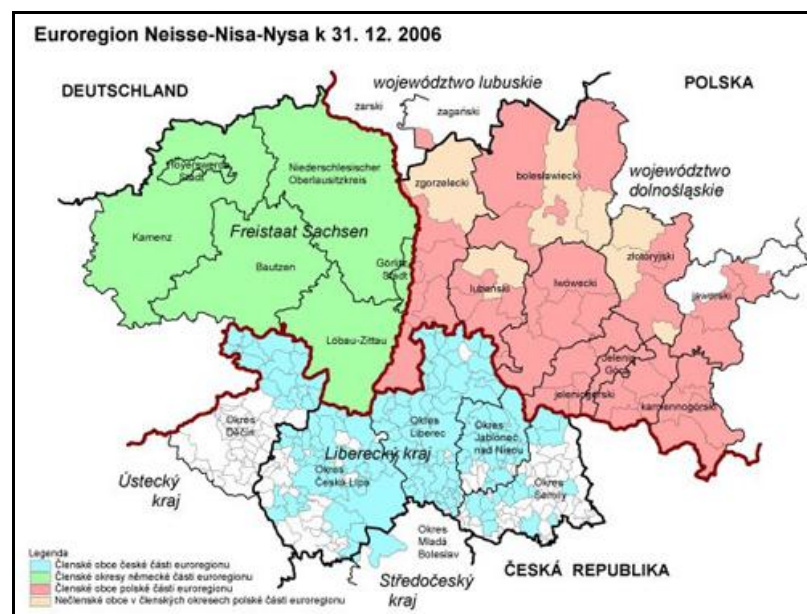 Euroregion Neisse-Nisa-Nysa k 31. 12. 2006
DEUTSCHLAND
województwo lubuskie
POLSKA
żarski
żagański
Hoyerswerda
Stadt
Niederschlesischer
Oberlausitzkreis
zgorzelecki
bolesławiecki
województwo
dolnośląskie
Kamenz
Freistaat Sachsen
Bautzen
Görlitz
Stadt
złotoryjski
lubański
lwówecki
jaworski
Löbau-Zittau
Jelenia
Góra
jeleniogórski
kamiennogórski
Okres
Děčín
Okres
Liberec
Okres
Jablonec
nad Nisou
Liberecký kraj
Okres
Česká Lípa
Ústecký
kraj
Okres
Semily
Okres
Mladá
Boleslav
Středočeský
kraj
ČESKÁ REPUBLIKA
Legenda
Členské obce české části euroregionu
Členské okresy německé části euroregionu
Členské obce polské části euroregionu
Nečlenské obce v členských okresech polské části euroregionu